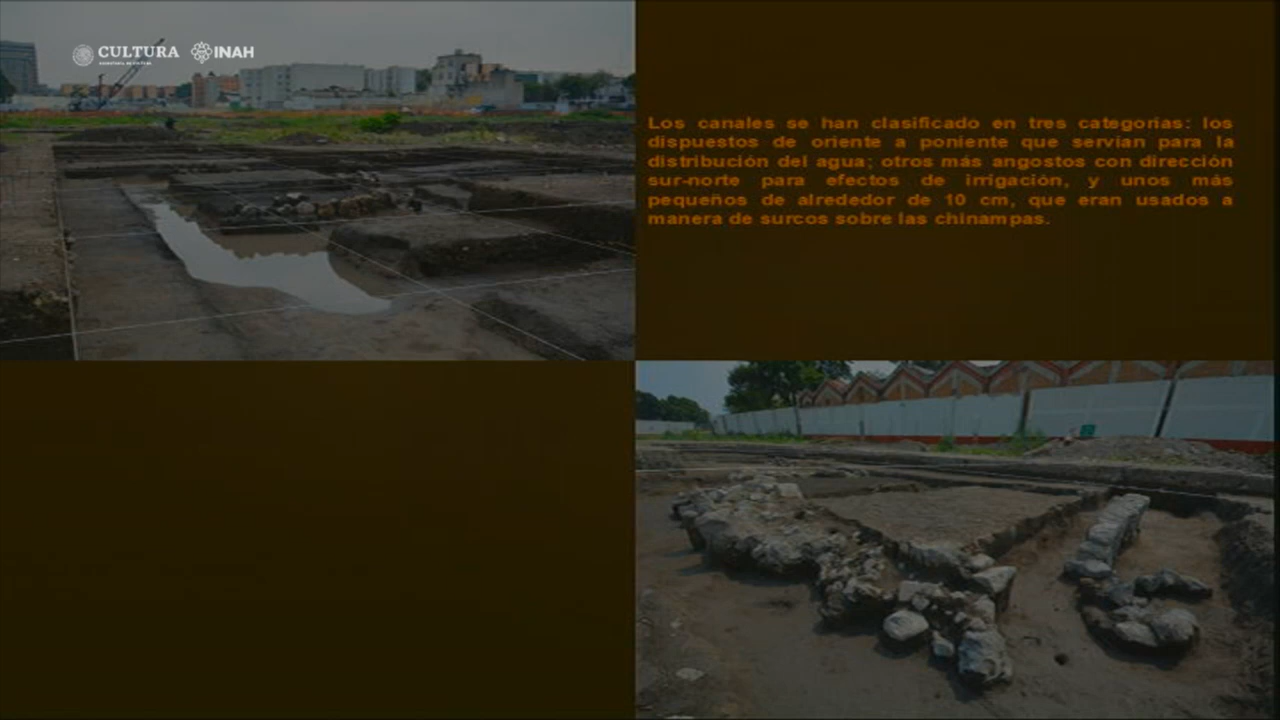 CULTURA INAH
Los canales se han clasificado en tres categorías: los
dispuestos de oriente a poniente que servían para la
distribución del agua; otros más angostos con dirección
sur-norte para efectos de irrigación, y unos más
pequeños de alrededor de 10 cm, que eran usados a
manera de surcos sobre las chinampas.